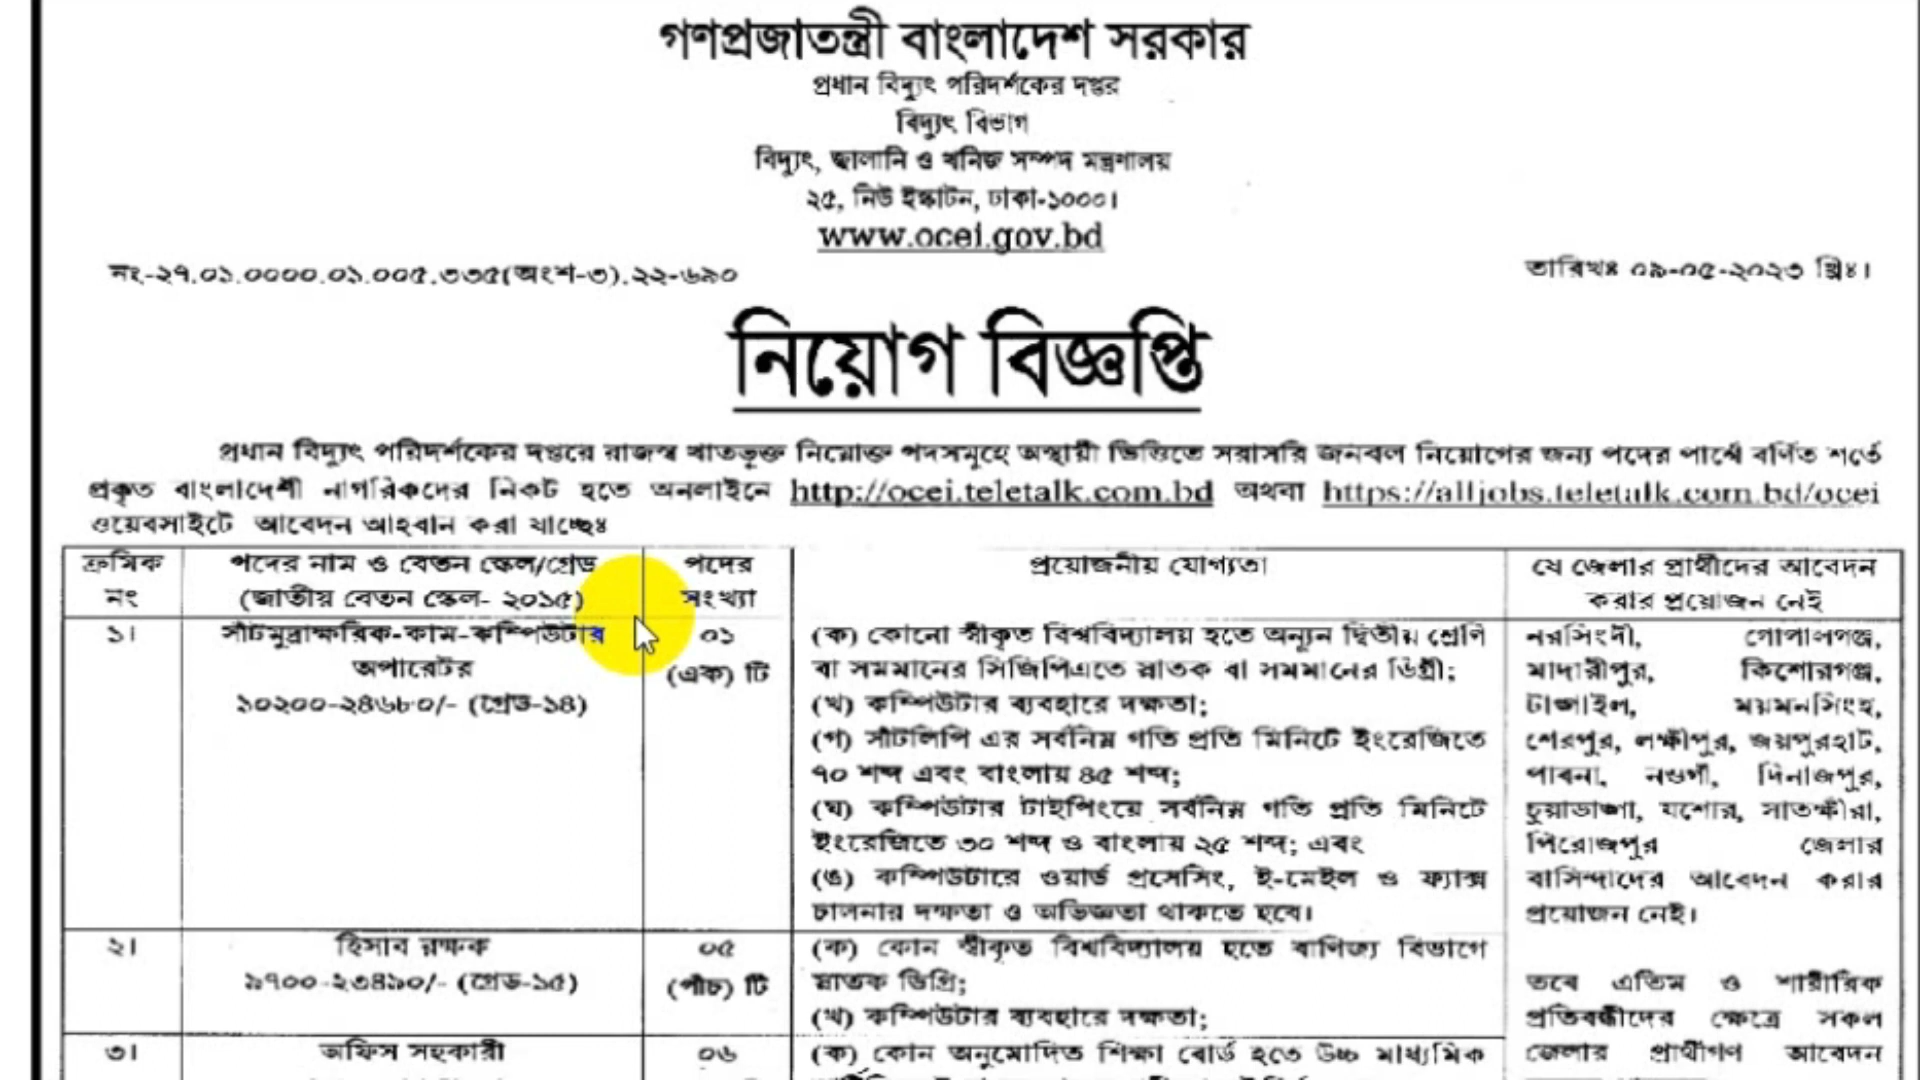 গণপ্রজাতন্ত্রী বাংলাদেশ সরকার
প্রধান বিদ্যুৎ পরিদর্শকের দপ্তর
বিদ্যুৎ বিভাগ
বিদ্যুৎ, জ্বালানি ও খনিজ সম্পদ মন্ত্রণালয়
২৫, নিউ ইস্কাটন, ঢাকা-১০০০।
www.ocei.gov.bd
নং-২৭.০১.০০০০.০১.০০৫.৩৩৫(অংশ-৩).২২-৬৯০ তারিখঃ ০৯-০৫-২০২৩ খ্রিঃ।
নিয়োগ বিজ্ঞপ্তি
প্রধান বিদ্যুৎ পরিদর্শকের দপ্তরে রাজস্ব খাতভূক্ত নিম্নোক্ত পদসমূহে অস্থায়ী ভিত্তিতে সরাসরি জনবল নিয়োগের জন্য পদের পার্শ্বে বর্ণিত শর্তে
প্রকৃত বাংলাদেশী নাগরিকদের নিকট হতে অনলাইনে http://ocei.teletalk.com.bd অথবা https://alljobs.teletalk.com.bd/ocei
ওয়েবসাইটে আবেদন আহবান করা যাচ্ছেঃ
ক্রমিক নং
পদের নাম ও বেতন স্কেল/গ্রেড
(জাতীয় বেতন স্কেল- ২০১৫)
পদের
সংখ্যা
প্রয়োজনীয় যোগ্যতা
যে জেলার প্রার্থীদের আবেদন
করার প্রয়োজন নেই
১।
সাঁটমুদ্রাক্ষরিক-কাম-কম্পিউটার
অপারেটর
১০২০০-২৪৬৮০/- (গ্রেড-১৪)
০১
(এক) টি
(ক) কোনো স্বীকৃত বিশ্ববিদ্যালয় হতে অন্যূন দ্বিতীয় শ্রেণি
বা সমমানের সিজিপিএতে স্নাতক বা সমমানের ডিগ্রী;
(খ) কম্পিউটার ব্যবহারে দক্ষতা;
(গ) সাঁটলিপি এর সর্বনিম্ন গতি প্রতি মিনিটে ইংরেজিতে
৭০ শব্দ এবং বাংলায় ৪৫ শব্দ;
(ঘ) কম্পিউটার টাইপিংয়ে সর্বনিম্ন গতি প্রতি মিনিটে
ইংরেজিতে ৩০ শব্দ ও বাংলায় ২৫ শব্দ; এবং
(ঙ) কম্পিউটারে ওয়ার্ড প্রসেসিং, ই-মেইল ও ফ্যাক্স
চালনার দক্ষতা ও অভিজ্ঞতা থাকতে হবে।
নরসিংদী, গোপালগঞ্জ,
মাদারীপুর, কিশোরগঞ্জ,
টাঙ্গাইল, ময়মনসিংহ,
শেরপুর, লক্ষীপুর, জয়পুরহাট,
পাবনা, নওগাঁ, দিনাজপুর,
চুয়াডাঙ্গা, যশোর, সাতক্ষীরা,
পিরোজপুর জেলার
বাসিন্দাদের আবেদন করার
প্রয়োজন নেই।
২।
হিসাব রক্ষক
৯৭০০-২৩৪৯০/- (গ্রেড-১৫)
০৫
(পাঁচ) টি
(ক) কোন স্বীকৃত বিশ্ববিদ্যালয় হতে বাণিজ্য বিভাগে
স্নাতক ডিগ্রি;
(খ) কম্পিউটার ব্যবহারে দক্ষতা;
তবে এতিম ও শারীরিক
প্রতিবন্ধীদের ক্ষেত্রে সকল
জেলার প্রার্থীগণ আবেদন
৩।
অফিস সহকারী
০৬
(ক) কোন অনুমোদিত শিক্ষা বোর্ড হতে উচ্চ মাধ্যমিক